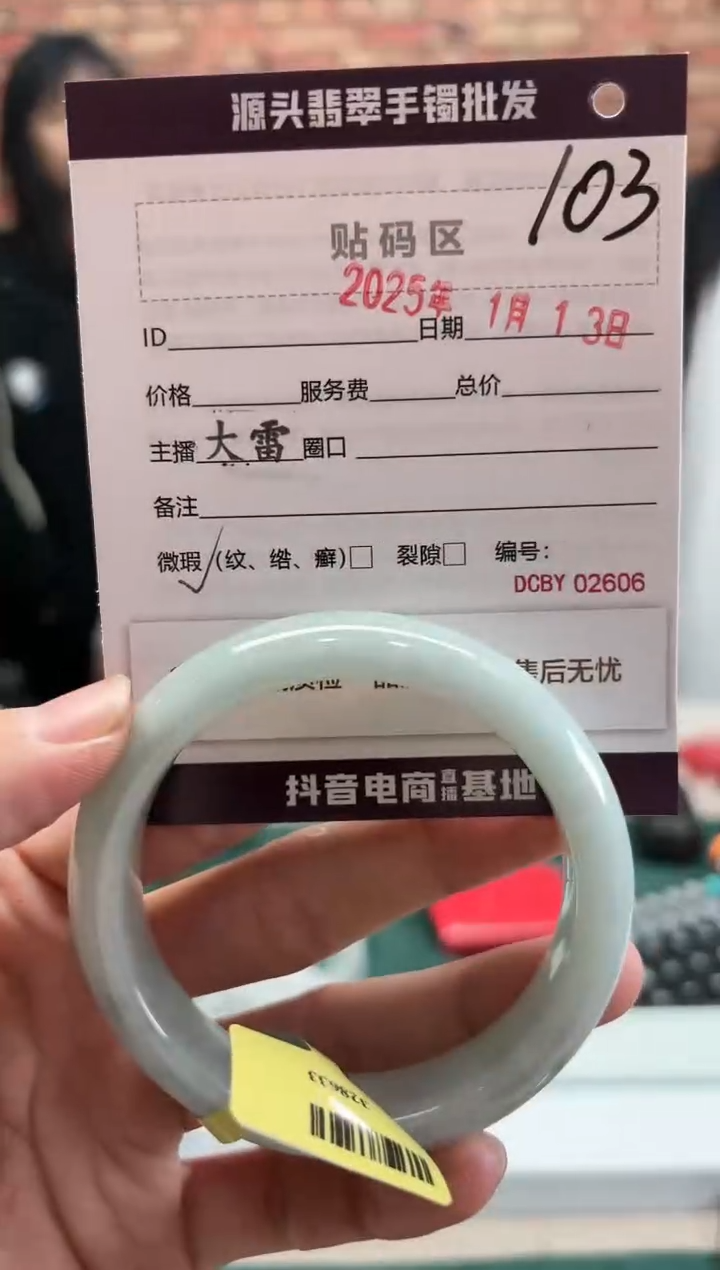 源头翡翠手镯批发
103
贴码区
2025年 1月 13日
ID 日期
价格 服务费 总价
主播 大雷 圈口
备注
微瑕 (纹、绺、癣) 裂隙 编号:
DCBY 02606
售后无忧
抖音电商直播基地
328633